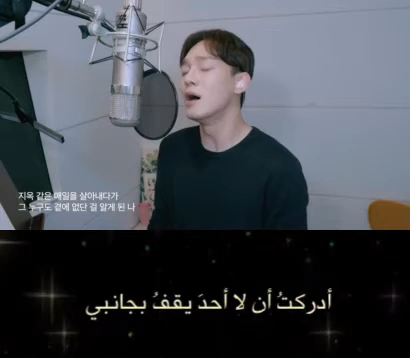 지옥 같은 매일을 살아내다가
그 누구도 곁에 없단 걸 알게 된 나
أدركتُ أن لا أحدَ يقفُ بجانبي